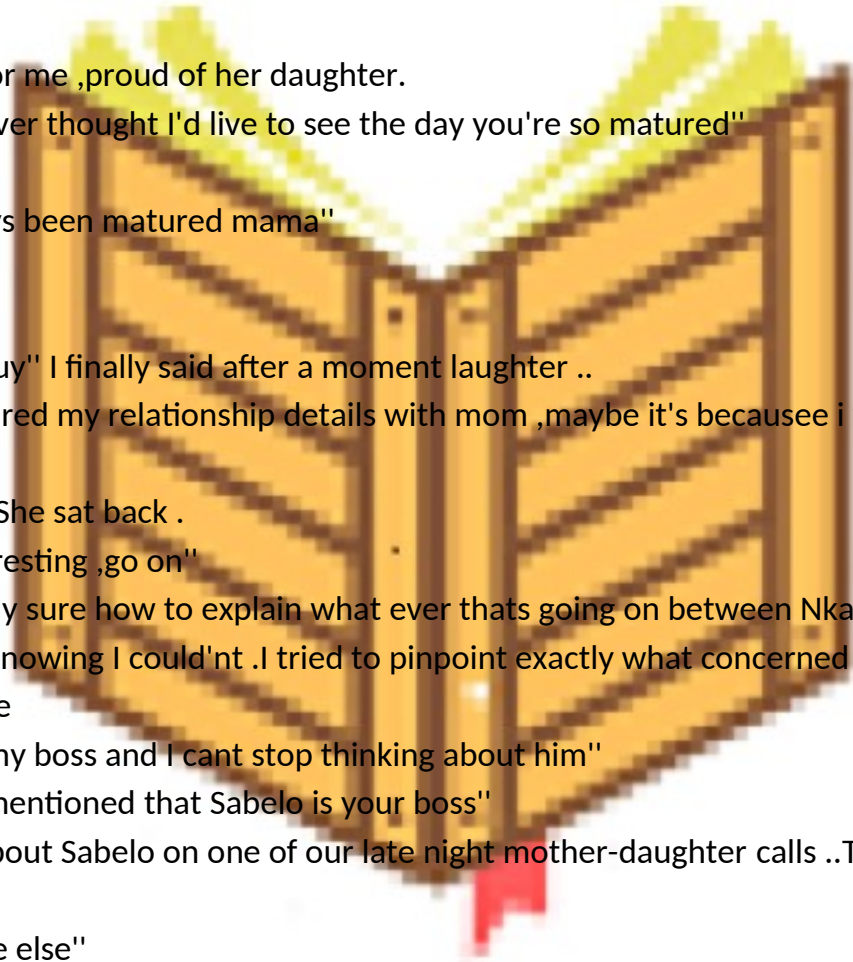 or me ,proud of her daughter.
ver thought I'd live to see the day you're so matured''
ys been matured mama''
uy'' I finally said after a moment laughter ..
red my relationship details with mom ,maybe it's becausee i
She sat back .
resting ,go on''
y sure how to explain what ever thats going on between Nka
nowing I could'nt .I tried to pinpoint exactly what concerned
e
my boss and I cant stop thinking about him''
mentioned that Sabelo is your boss''
bout Sabelo on one of our late night mother-daughter calls ..T
e else''